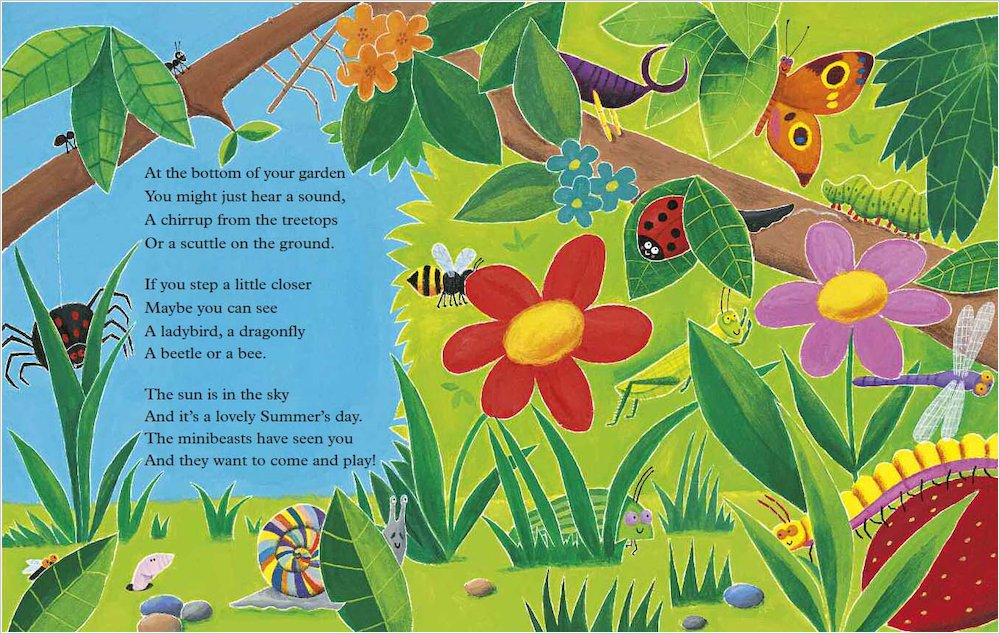 At the bottom of your garden
You might just hear a sound,
A chirrup from the treetops
Or a scuttle on the ground.
If you step a little closer
Maybe you can see
A ladybird, a dragonfly
A beetle or a bee.
The sun is in the sky
And it's a lovely Summer's day.
The minibeasts have seen you
And they want to come and play!